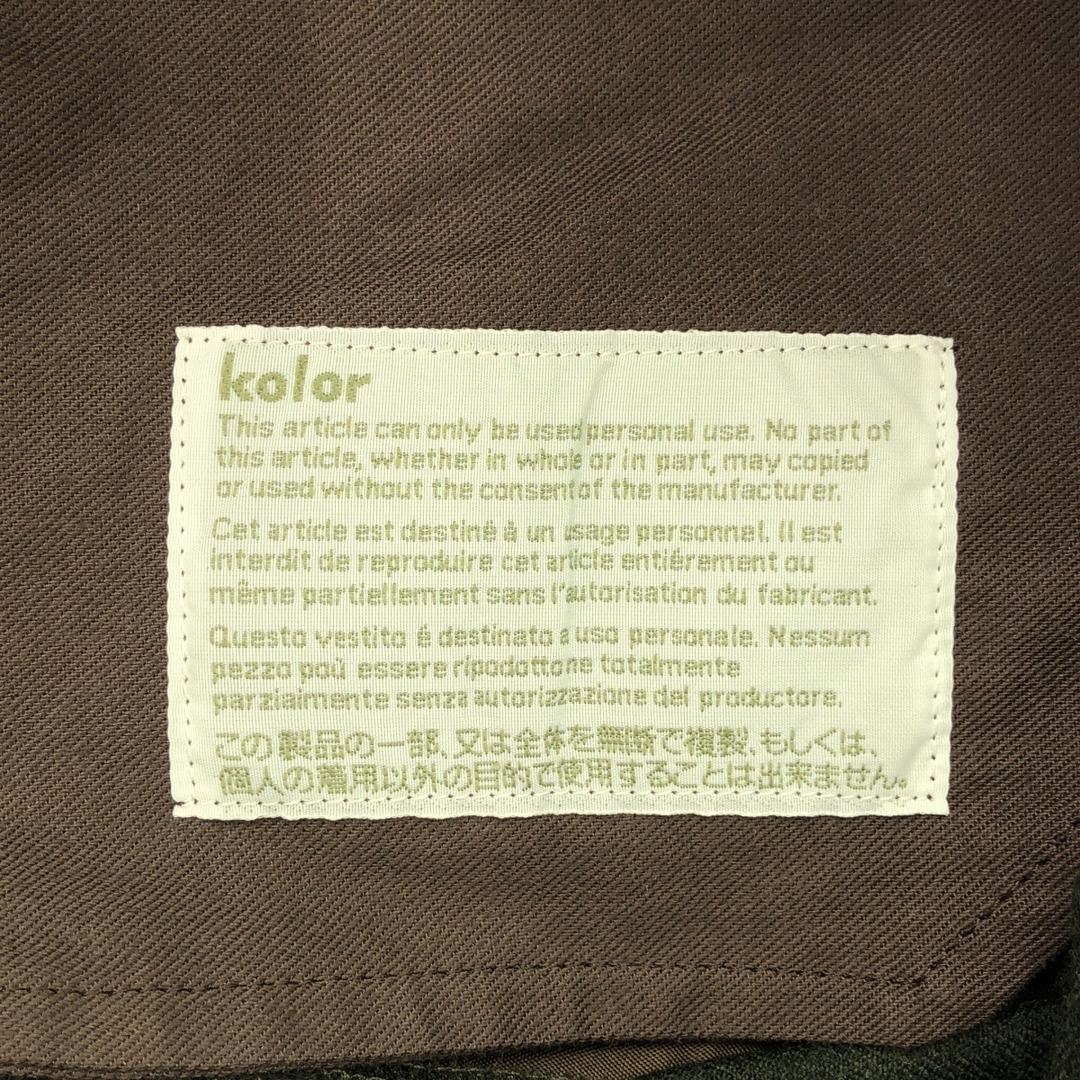 kolor
This article can only be used personal use. No part of
this article, whether in whole or in part, may copied
or used without the consent of the manufacturer.
Cet article est destiné à un usage personnel. Il est
interdit de reproduire cet article entiérement ou
même partiellement sans l'autorisation du fabricant.
Questo vestito é destinato a uso personale. Nessum
pezzo poù essere ripodottone totalmente
parziaimente senza autorizzazione del productore.
この製品の一部、又は全体を無断で複製、もしくは、
個人の着用以外の目的で使用することは出来ません。